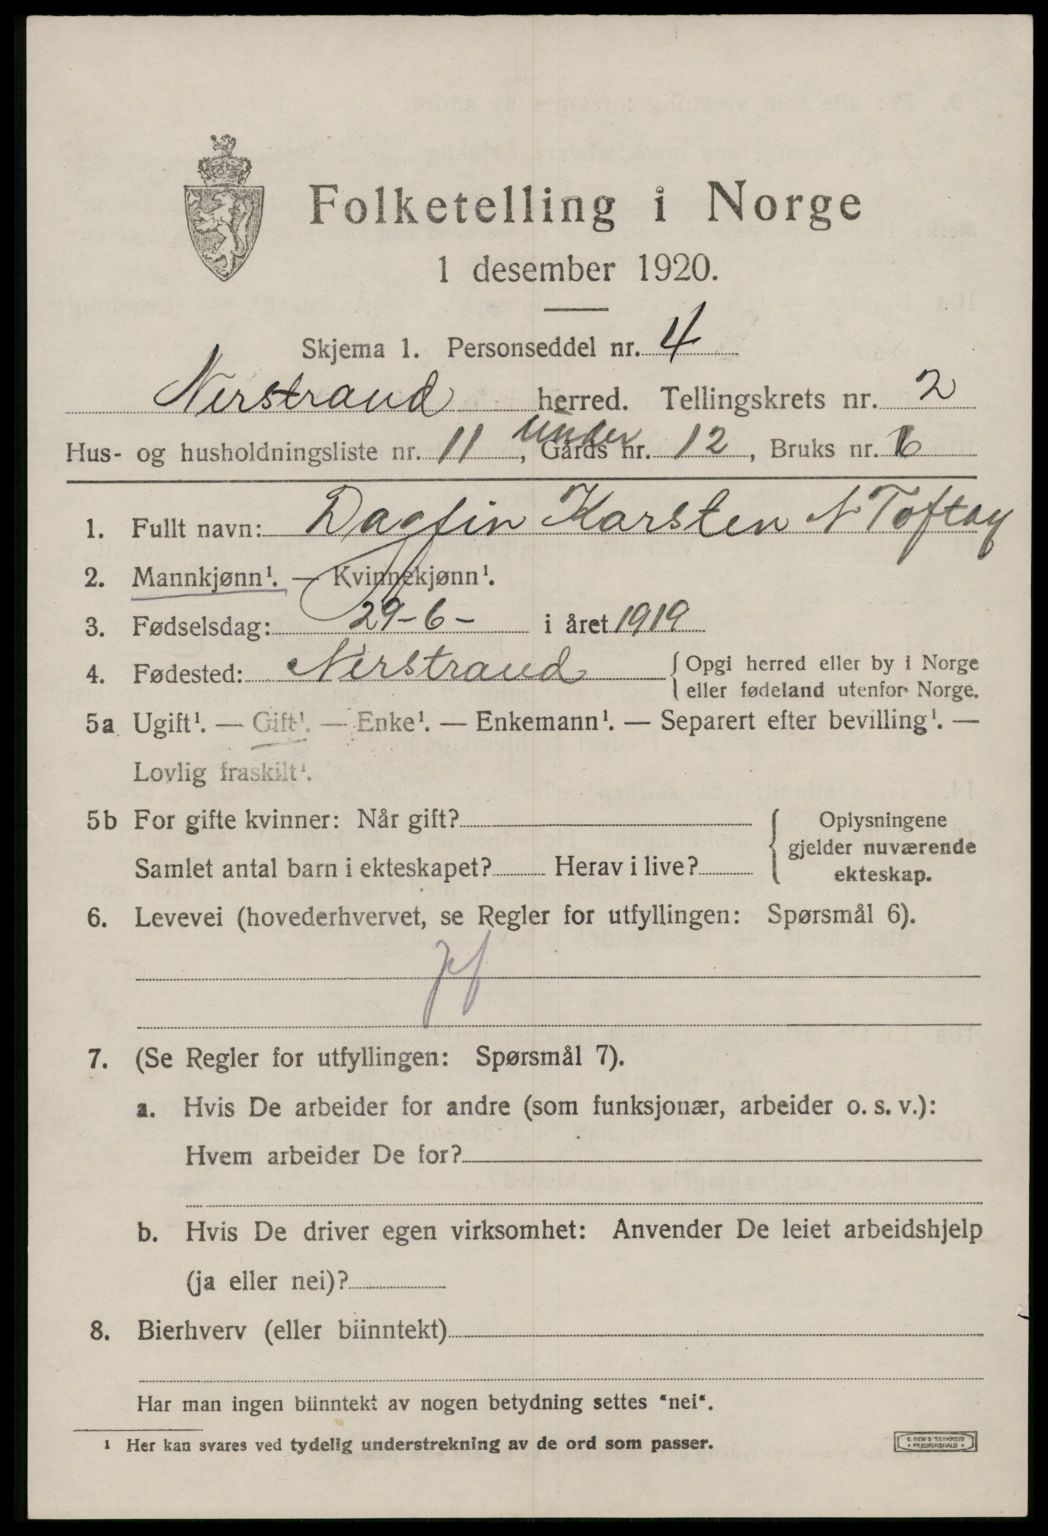 Folketelling i Norge
1 desember 1920.
Skjema 1. Personseddel nr. 4
Nerstrand herred. Tellingskrets nr. 2
Hus- og husholdningsliste nr. 11 under, Gårds nr. 12, Bruks nr. 6
1. Fullt navn: Dagfin Karsten N Toftøy
2. Mannkjønn¹. — Kvinnekjønn¹.
3. Fødselsdag: 29-6- i året 1919
4. Fødested: Nerstrand { Opgi herred eller by i Norge
eller fødeland utenfor Norge.
5a Ugift¹. — Gift¹. — Enke¹. — Enkemann¹. — Separert efter bevilling¹. —
Lovlig fraskilt¹.
5b For gifte kvinner: Når gift? { Oplysningene
gjelder nuværende
Samlet antal barn i ekteskapet? Herav i live? ekteskap.
6. Levevei (hovederhvervet, se Regler for utfyllingen: Spørsmål 6).
7. (Se Regler for utfyllingen: Spørsmål 7).
a. Hvis De arbeider for andre (som funksjonær, arbeider o. s. v.):
Hvem arbeider De for?
b. Hvis De driver egen virksomhet: Anvender De leiet arbeidshjelp
(ja eller nei)?
8. Bierhverv (eller biinntekt)
Har man ingen biinntekt av nogen betydning settes "nei".
¹ Her kan svares ved tydelig understrekning av de ord som passer.